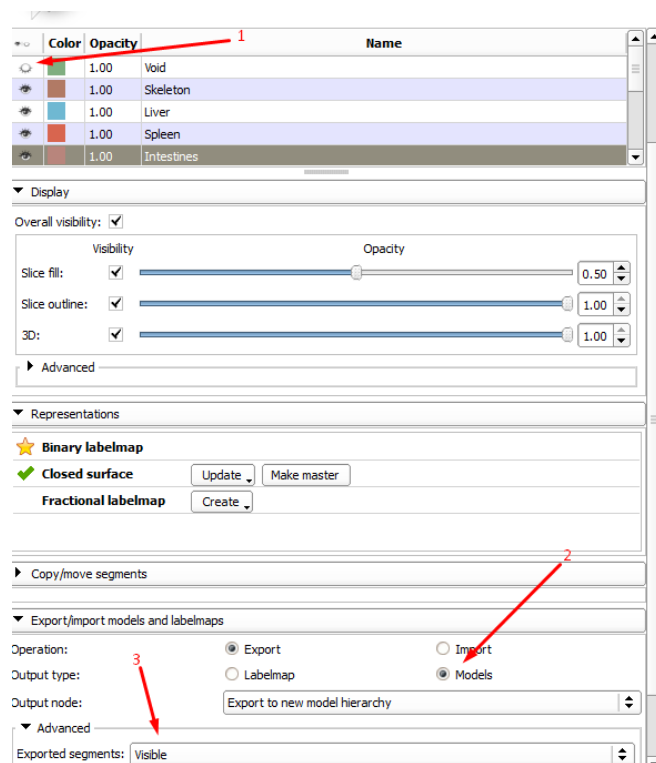 1
Color Opacity Name
1.00 Void
1.00 Skeleton
1.00 Liver
1.00 Spleen
1.00 Intestines
Display
Overall visibility:
Visibility Opacity
Slice fill: 0.50
Slice outline: 1.00
3D: 1.00
Advanced
Representations
Binary labelmap
Closed surface Update Make master
Fractional labelmap Create
2
Copy/move segments
Export/import models and labelmaps
Operation: Export Import
3
Output type: Labelmap Models
Output node: Export to new model hierarchy
Advanced
Exported segments: Visible